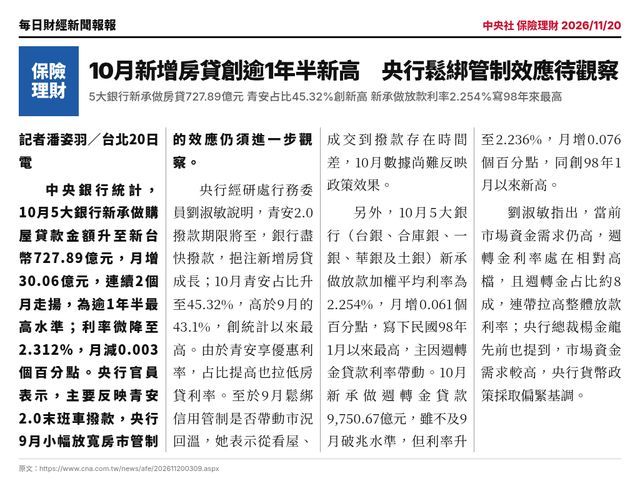 每日財經新聞報報
中央社 保險理財 2026/11/20
保險
理財
10月新增房貸創逾1年半新高　央行鬆綁管制效應待觀察
5大銀行新承做房貸727.89億元 青安占比45.32%創新高 新承做放款利率2.254%寫98年來最高
記者潘姿羽／台北20日
電
中央銀行統計，
10月5大銀行新承做購
屋貸款金額升至新台
幣727.89億元，月增
30.06億元，連續2個
月走揚，為逾1年半最
高水準；利率微降至
2.312%，月減0.003
個百分點。央行官員
表示，主要反映青安
2.0末班車撥款，央行
9月小幅放寬房市管制
的效應仍須進一步觀
察。
央行經研處行務委
員劉淑敏說明，青安2.0
撥款期限將至，銀行盡
快撥款，挹注新增房貸
成長；10月青安占比升
至45.32%，高於9月的
43.1%，創統計以來最
高。由於青安享優惠利
率，占比提高也拉低房
貸利率。至於9月鬆綁
信用管制是否帶動市況
回溫，她表示從看屋、
成交到撥款存在時間
差，10月數據尚難反映
政策效果。
另外，10月5大銀
行（台銀、合庫銀、一
銀、華銀及土銀）新承
做放款加權平均利率為
2.254%，月增0.061個
百分點，寫下民國98年
1月以來最高，主因週轉
金貸款利率帶動。10月
新承做週轉金貸款
9,750.67億元，雖不及9
月破兆水準，但利率升
至2.236%，月增0.076
個百分點，同創98年1
月以來新高。
劉淑敏指出，當前
市場資金需求仍高，週
轉金利率處在相對高
檔，且週轉金占比約8
成，連帶拉高整體放款
利率；央行總裁楊金龍
先前也提到，市場資金
需求較高，央行貨幣政
策採取偏緊基調。
原文：https://www.cna.com.tw/news/afe/202611200309.aspx